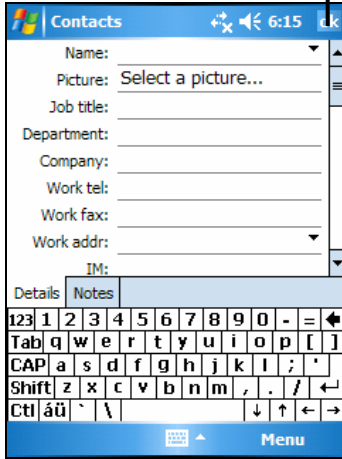 Contacts 6:15 ok
Name:
Picture: Select a picture...
Job title:
Department:
Company:
Work tel:
Work fax:
Work addr:
IM:
Details Notes
123 1 2 3 4 5 6 7 8 9 0 - =
Tab q w e r t y u i o p [ ]
CAP a s d f g h j k l ; '
Shift z x c v b n m , . /
Ctl áü ` \ ↓ ↑ ← →
Menu